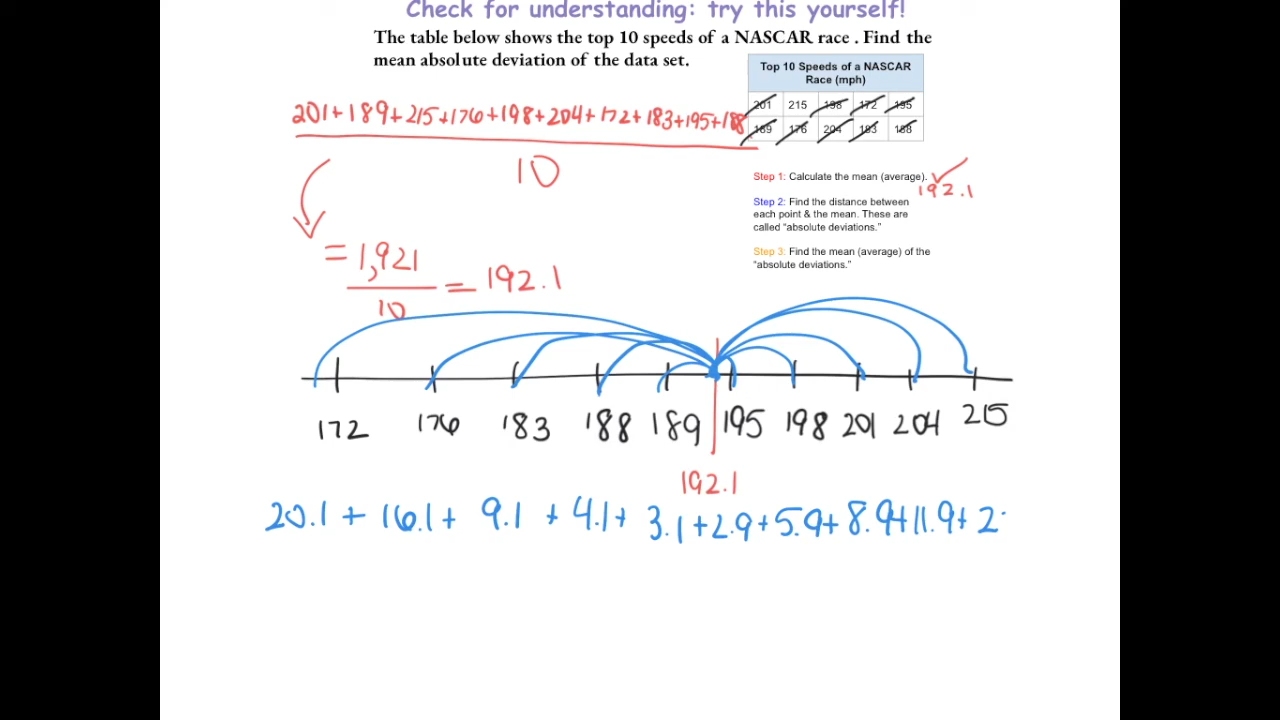 Check for understanding: try this yourself!
The table below shows the top 10 speeds of a NASCAR race . Find the
mean absolute deviation of the data set.
Top 10 Speeds of a NASCAR
Race (mph)
201 215 198 172 195
189 176 204 183 188
201+189+215+176+198+204+172+183+195+188
10
Step 1: Calculate the mean (average).
192.1
Step 2: Find the distance between
each point & the mean. These are
called “absolute deviations.”
Step 3: Find the mean (average) of the
“absolute deviations.”
= 1,921
10
= 192.1
172 176 183 188 189 195 198 201 204 215
192.1
20.1 + 16.1 + 9.1 + 4.1 + 3.1 + 2.9 + 5.9 + 8.9 + 11.9 + 2.